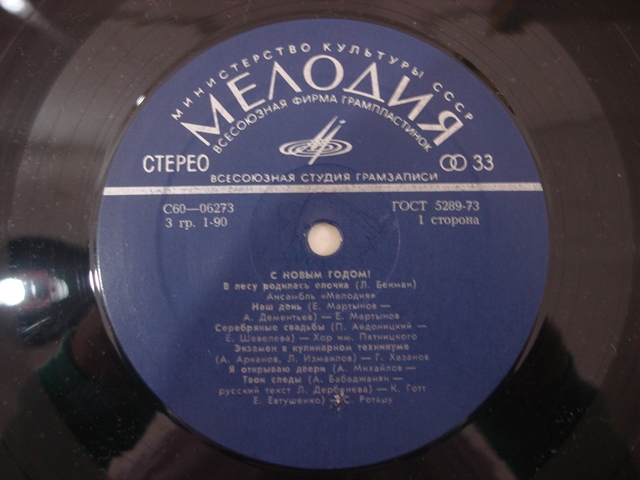 МИНИСТЕРСТВО КУЛЬТУРЫ СССР
МЕЛОДИЯ
ВСЕСОЮЗНАЯ ФИРМА ГРАМПЛАСТИНОК
СТЕРЕО 33
ВСЕСОЮЗНАЯ СТУДИЯ ГРАМЗАПИСИ
С60—06273 ГОСТ 5289-73
3 гр. 1-90 1 сторона
С НОВЫМ ГОДОМ!
В лесу родилась елочка (Л. Бекман)
Ансамбль «Мелодия»
Наш день (Е. Мартынов —
А. Дементьев) — Е. Мартынов
Серебряные свадьбы (П. Аедоницкий —
Е. Шевелева) — Хор им. Пятницкого
Экзамен в кулинарном техникуме
(А. Арканов, Л. Измайлов) — Г. Хазанов
Я открываю двери (А. Михайлов —
Твои следы (А. Бабаджанян —
русский текст Л. Дербенева) — К. Готт
Е. Евтушенко) — С. Ротару